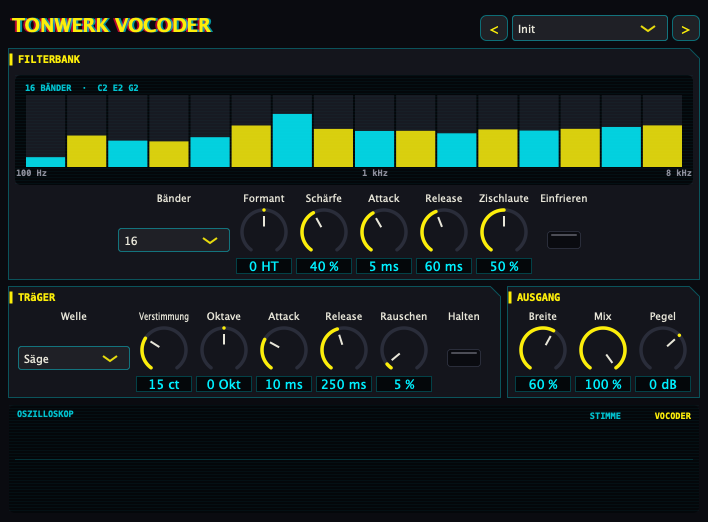 TONWERK VOCODER
< Init >
FILTERBANK
16 BÄNDER · C2 E2 G2
100 Hz 1 kHz 8 kHz
Bänder Formant Schärfe Attack Release Zischlaute Einfrieren
16
0 HT 40 % 5 ms 60 ms 50 %
TRäGER
Welle Verstimmung Oktave Attack Release Rauschen Halten
Säge
15 ct 0 Okt 10 ms 250 ms 5 %
AUSGANG
Breite Mix Pegel
60 % 100 % 0 dB
OSZILLOSKOP STIMME VOCODER